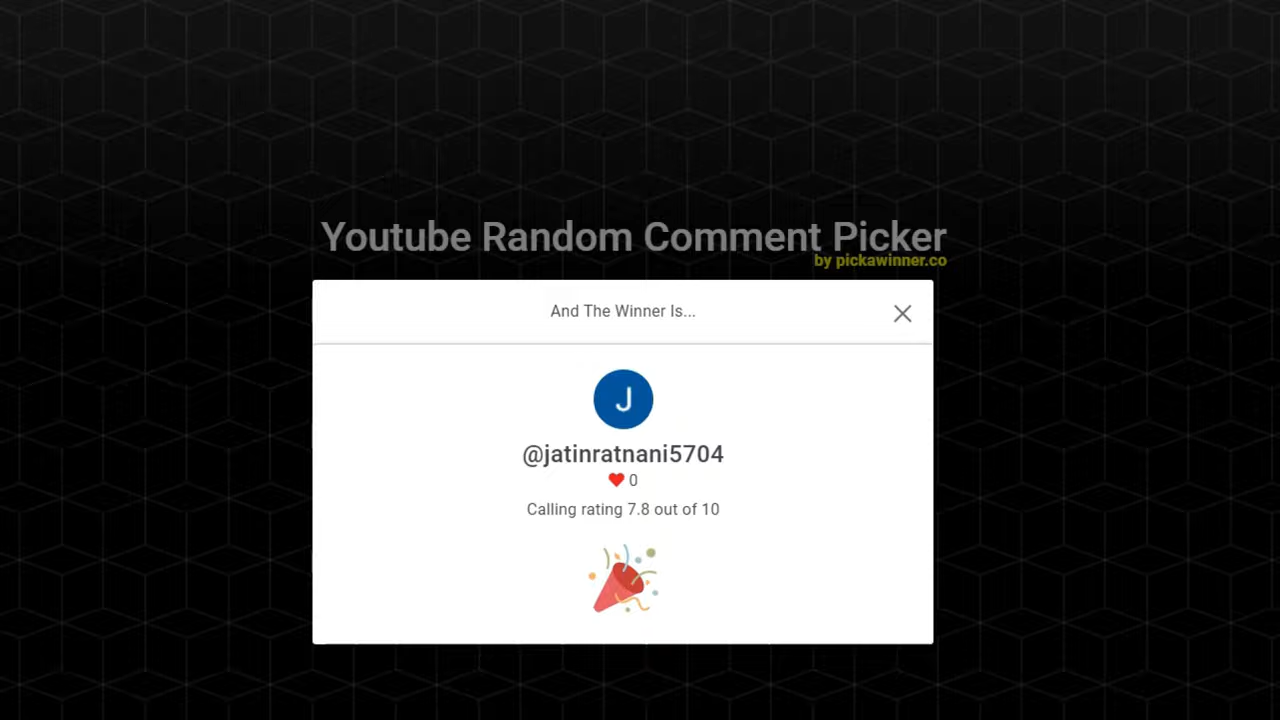 Youtube Random Comment Picker
by pickawinner.co
And The Winner Is...
J
@jatinratnani5704
0
Calling rating 7.8 out of 10